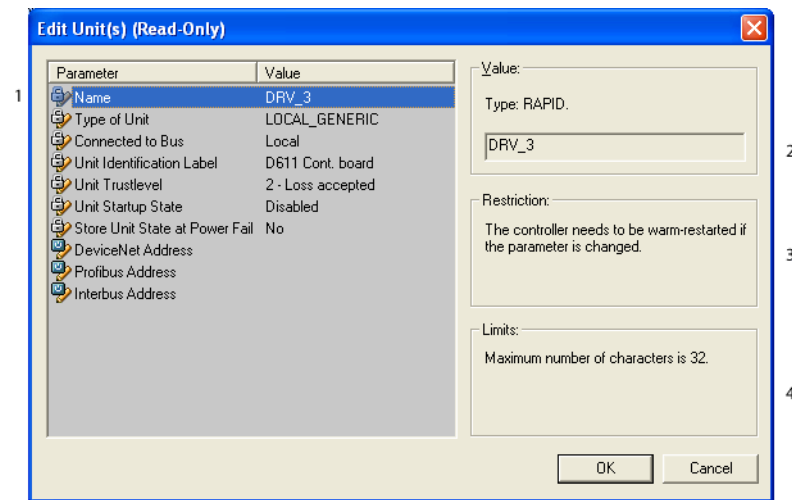 Edit Unit(s) (Read-Only)
Parameter Value
1
Name DRV_3
Type of Unit LOCAL_GENERIC
Connected to Bus Local
Unit Identification Label D611 Cont. board
Unit Trustlevel 2 - Loss accepted
Unit Startup State Disabled
Store Unit State at Power Fail No
DeviceNet Address
Profibus Address
Interbus Address
Value:
Type: RAPID.
DRV_3
2
Restriction:
The controller needs to be warm-restarted if
the parameter is changed.
3
Limits:
Maximum number of characters is 32.
4
OK Cancel